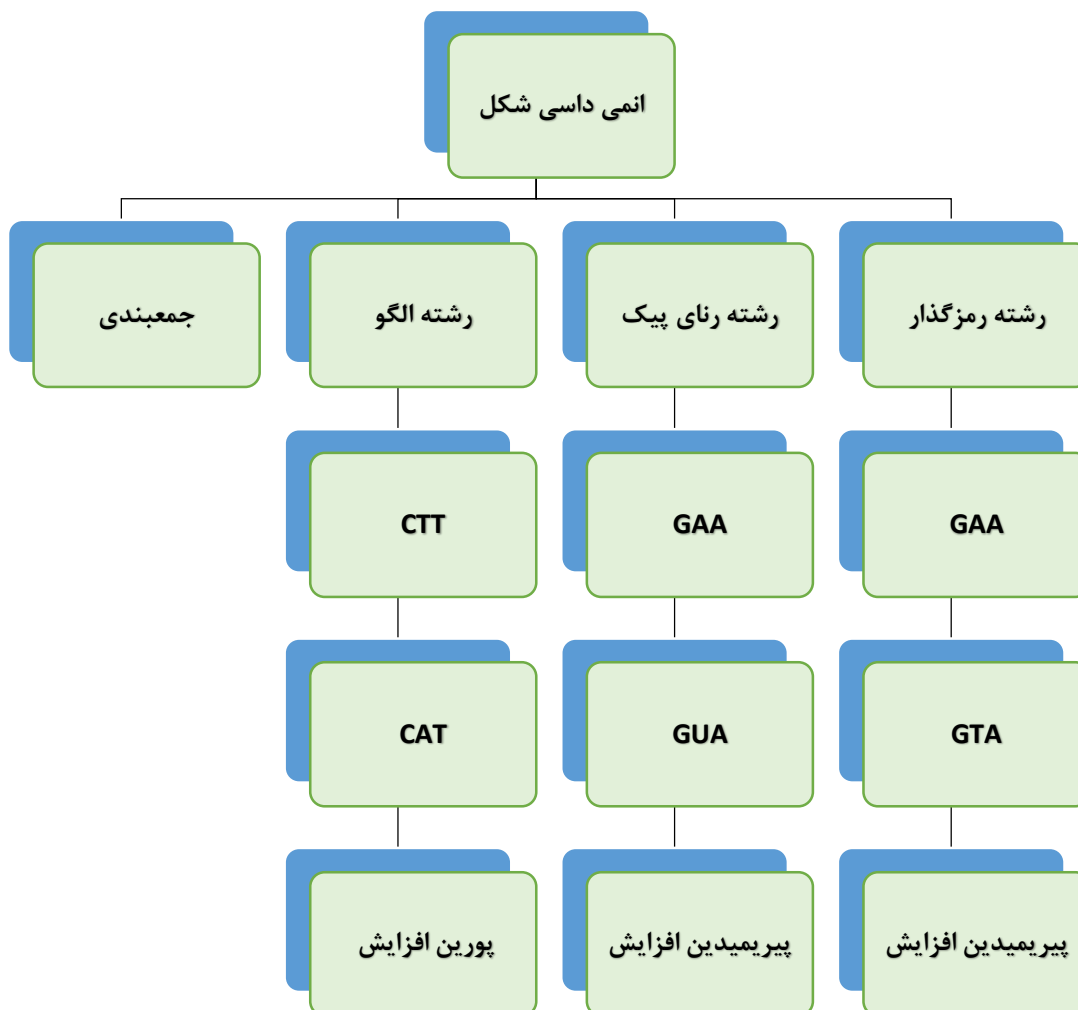 انمی داسی شکل
رشته رمزگذار
رشته رنای پیک
رشته الگو
جمعبندی
GAA
GAA
CTT
GTA
GUA
CAT
پیریمیدین افزایش
پیریمیدین افزایش
پورین افزایش